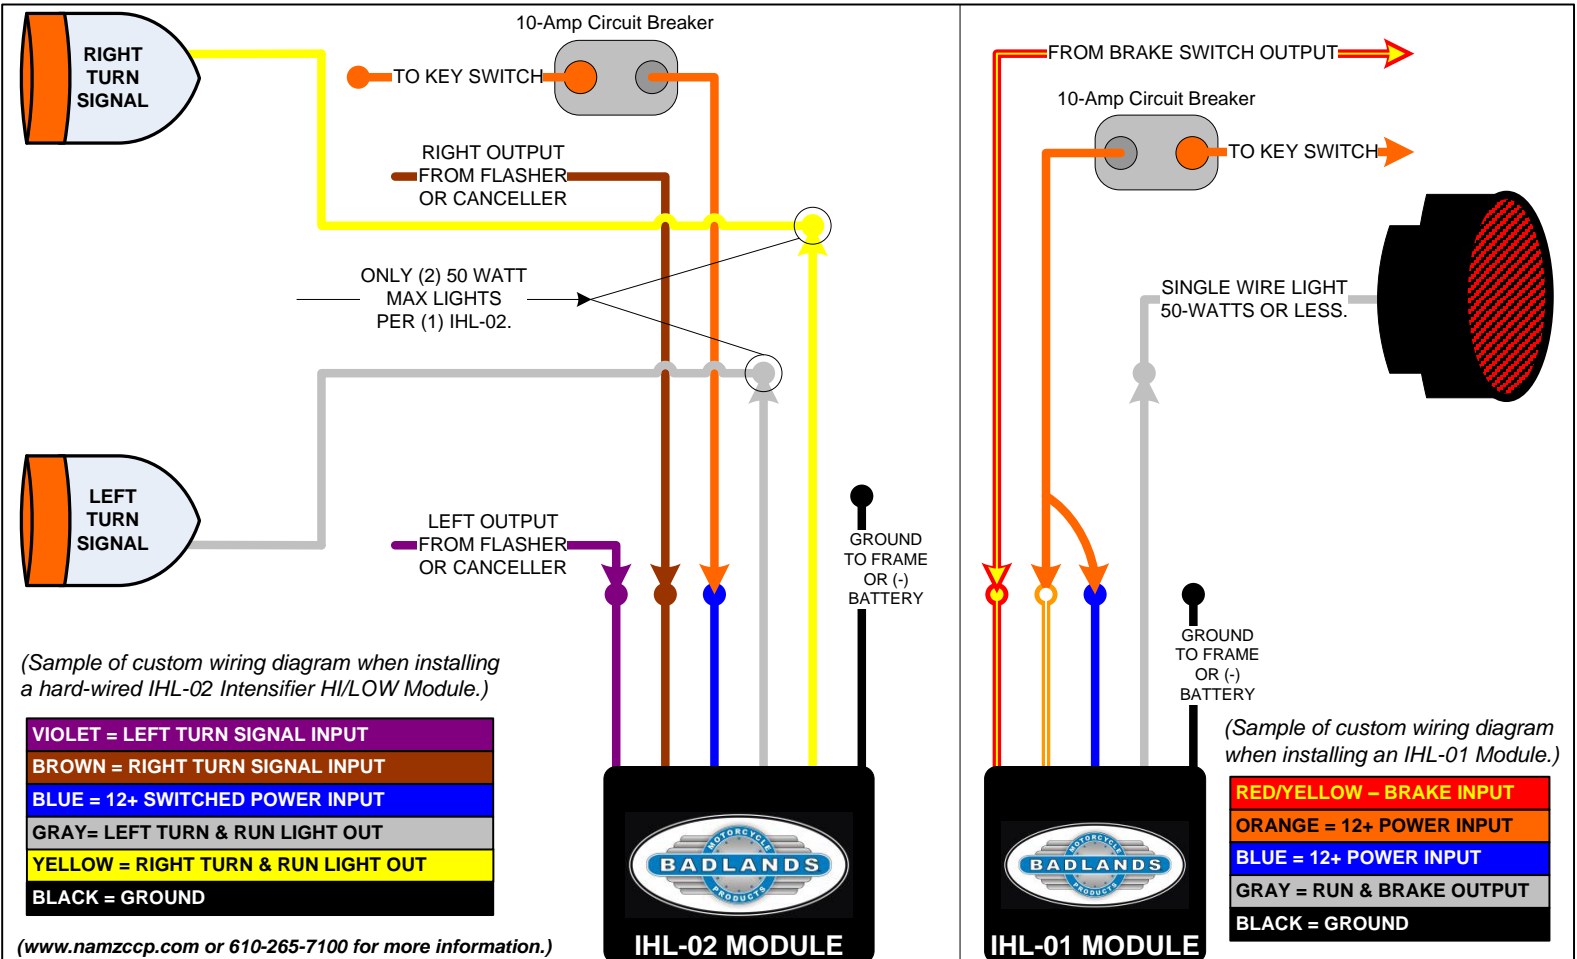 RIGHT
TURN
SIGNAL
10-Amp Circuit Breaker
TO KEY SWITCH
RIGHT OUTPUT
FROM FLASHER
OR CANCELLER
ONLY (2) 50 WATT
MAX LIGHTS
PER (1) IHL-02.
LEFT
TURN
SIGNAL
LEFT OUTPUT
FROM FLASHER
OR CANCELLER
GROUND
TO FRAME
OR (-)
BATTERY
(Sample of custom wiring diagram when installing
a hard-wired IHL-02 Intensifier HI/LOW Module.)
VIOLET = LEFT TURN SIGNAL INPUT
BROWN = RIGHT TURN SIGNAL INPUT
BLUE = 12+ SWITCHED POWER INPUT
GRAY= LEFT TURN & RUN LIGHT OUT
YELLOW = RIGHT TURN & RUN LIGHT OUT
BLACK = GROUND
(www.namzccp.com or 610-265-7100 for more information.)
MOTORCYCLE
BADLANDS
PRODUCTS
IHL-02 MODULE
FROM BRAKE SWITCH OUTPUT
10-Amp Circuit Breaker
TO KEY SWITCH
SINGLE WIRE LIGHT
50-WATTS OR LESS.
GROUND
TO FRAME
OR (-)
BATTERY
(Sample of custom wiring diagram
when installing an IHL-01 Module.)
RED/YELLOW – BRAKE INPUT
ORANGE = 12+ POWER INPUT
BLUE = 12+ POWER INPUT
GRAY = RUN & BRAKE OUTPUT
BLACK = GROUND
MOTORCYCLE
BADLANDS
PRODUCTS
IHL-01 MODULE